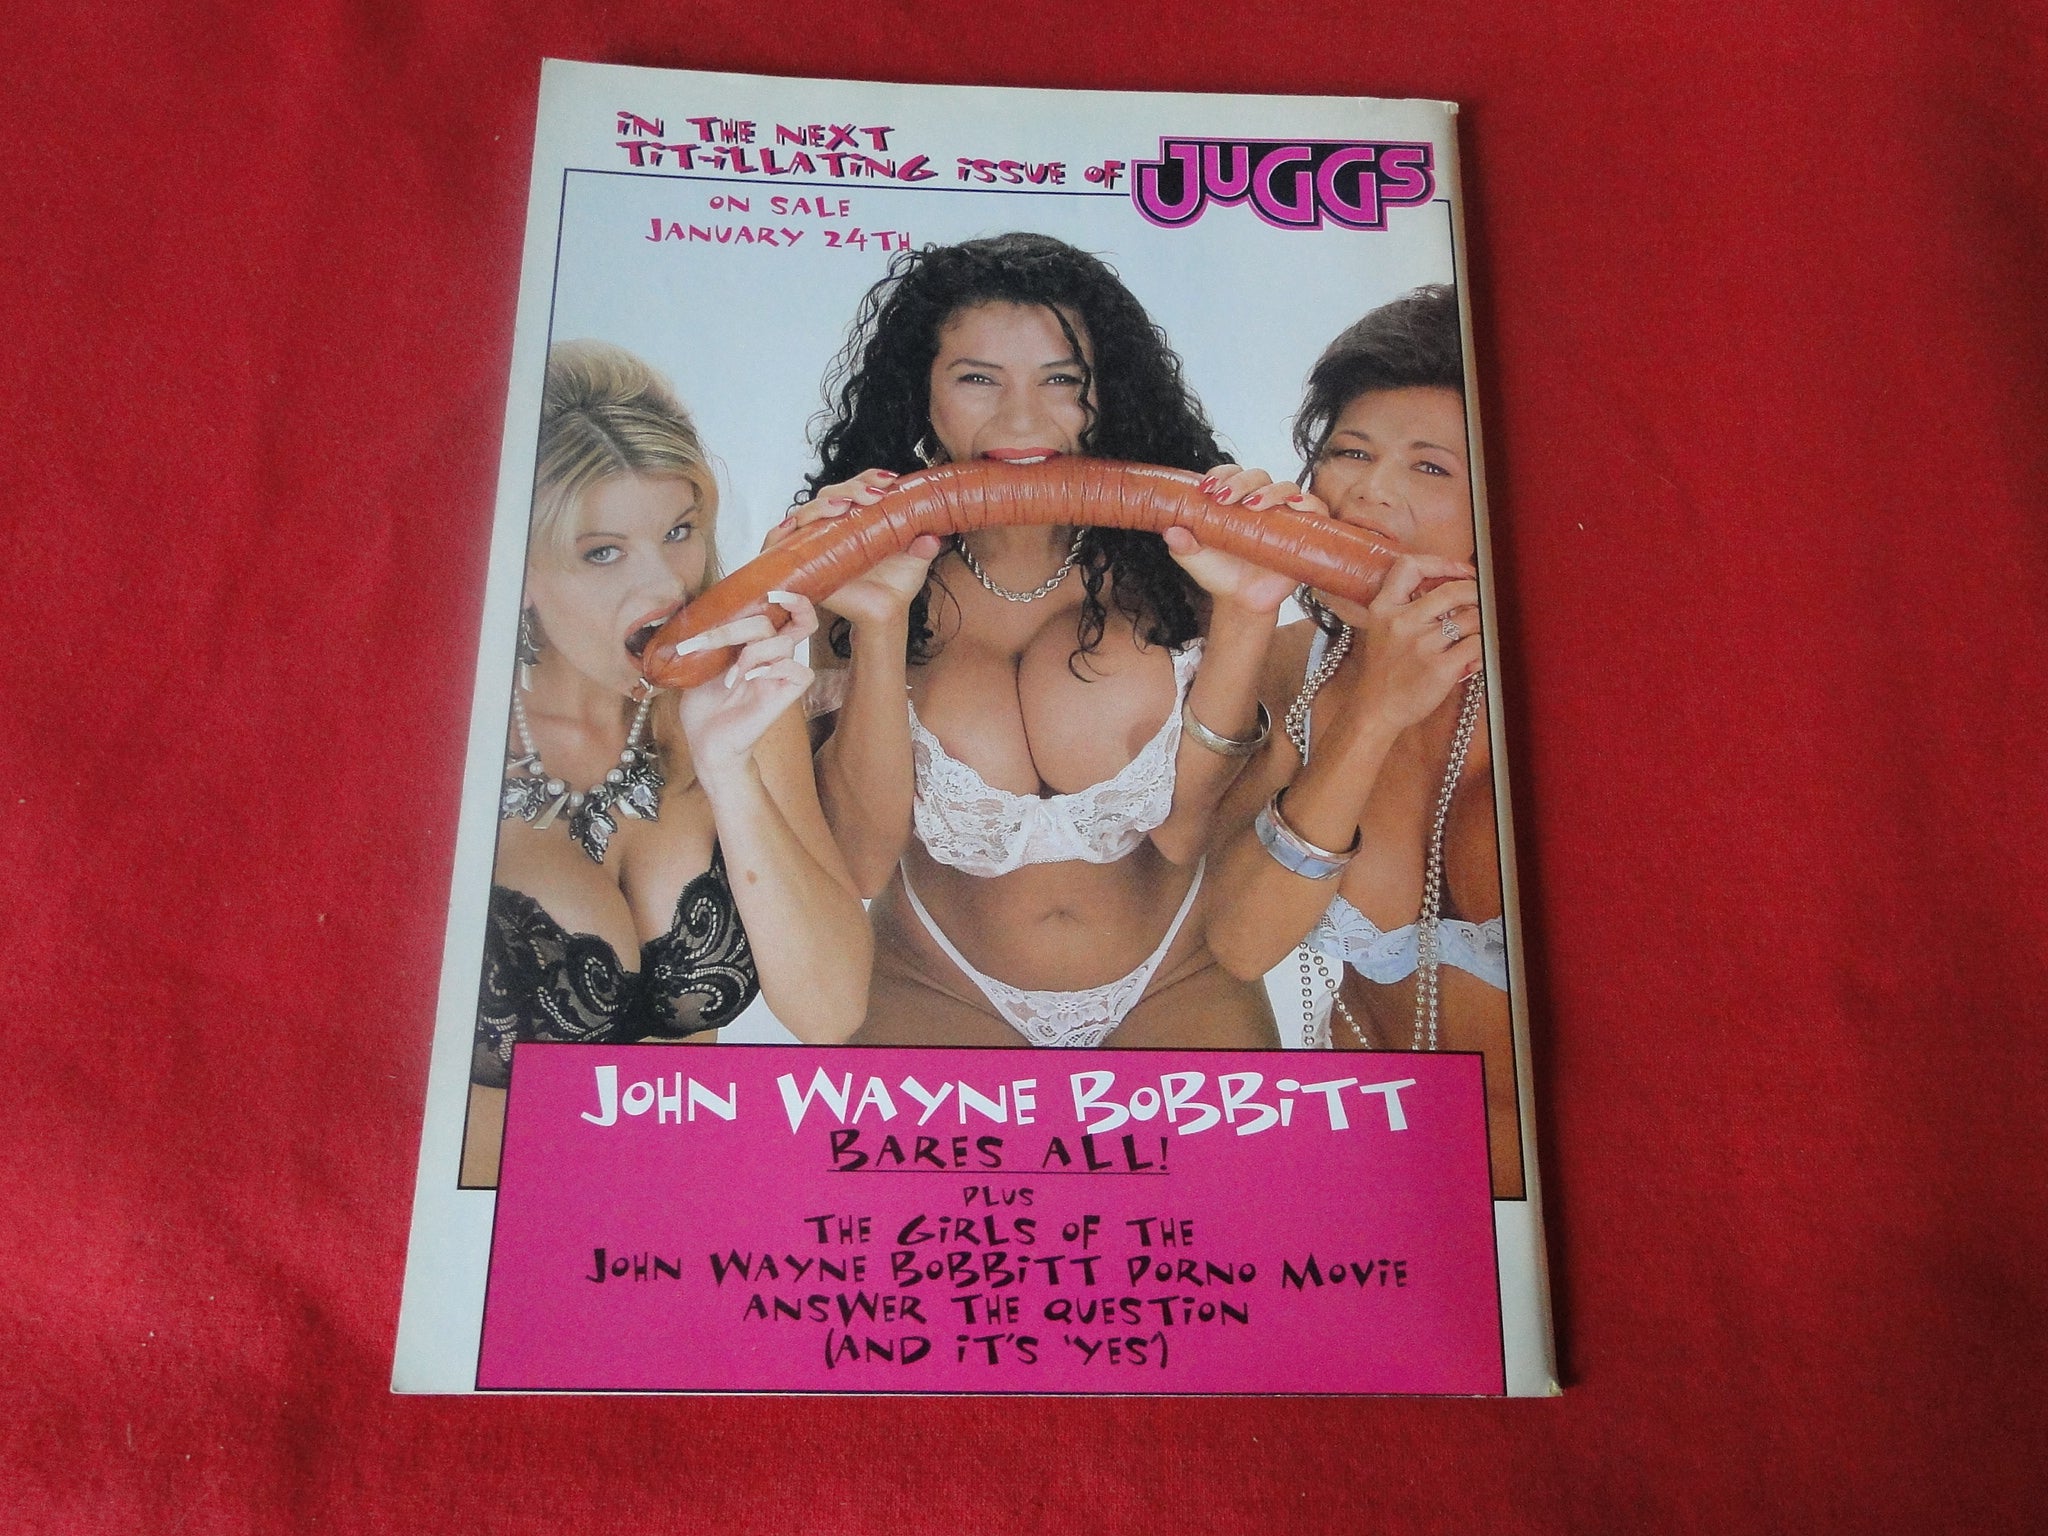 IN THE NEXT
TIT-ILLATING ISSUE OF JUGGS
ON SALE
JANUARY 24TH
JOHN WAYNE BOBBITT
BARES ALL!
PLUS
THE GIRLS OF THE
JOHN WAYNE BOBBITT PORNO MOVIE
ANSWER THE QUESTION
(AND IT'S 'YES')